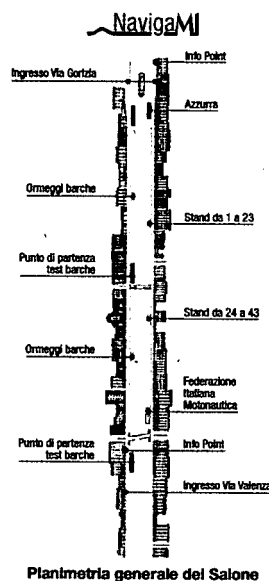 NavigaMI
Info Point
Ingresso Via Gorizia
Azzurra
Ormeggi barche
Stand da 1 a 23
Punto di partenza
test barche
Stand da 24 a 43
Ormeggi barche
Federazione
Italiana
Motonautica
Punto di partenza
test barche
Info Point
Ingresso Via Valenza
Planimetria generale del Salone